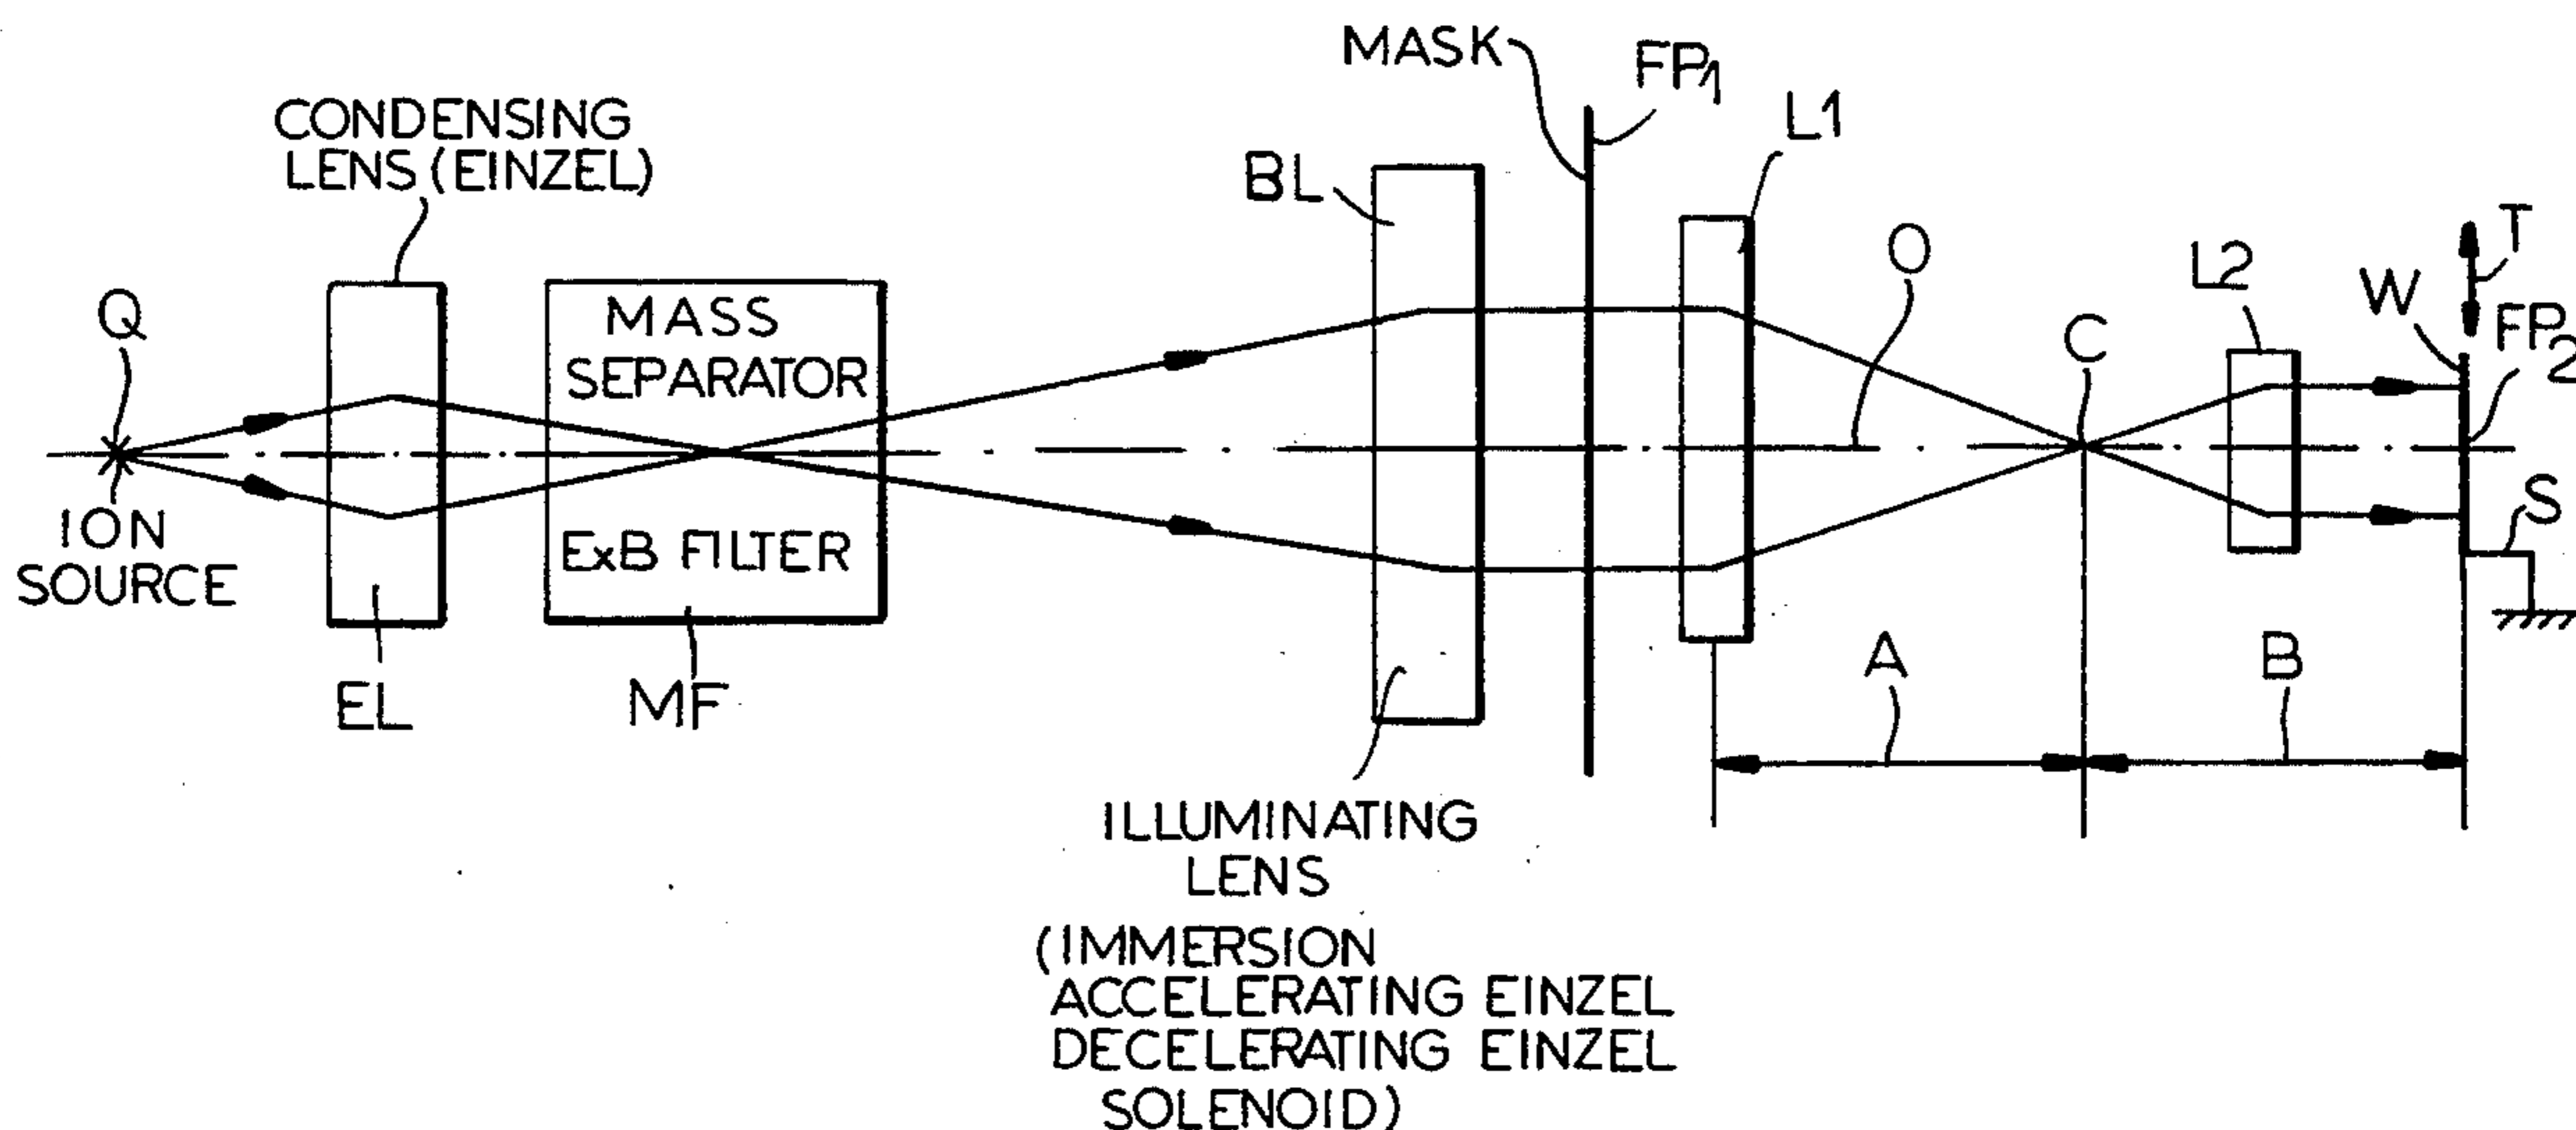 MASK
FP1
L1
CONDENSING
LENS (EINZEL)
BL
O
T
L2
W
Q
C
FP2
MASS
SEPARATOR
S
ION
SOURCE
ExB FILTER
A
B
EL
MF
ILLUMINATING
LENS
(IMMERSION
ACCELERATING EINZEL
DECELERATING EINZEL
SOLENOID)